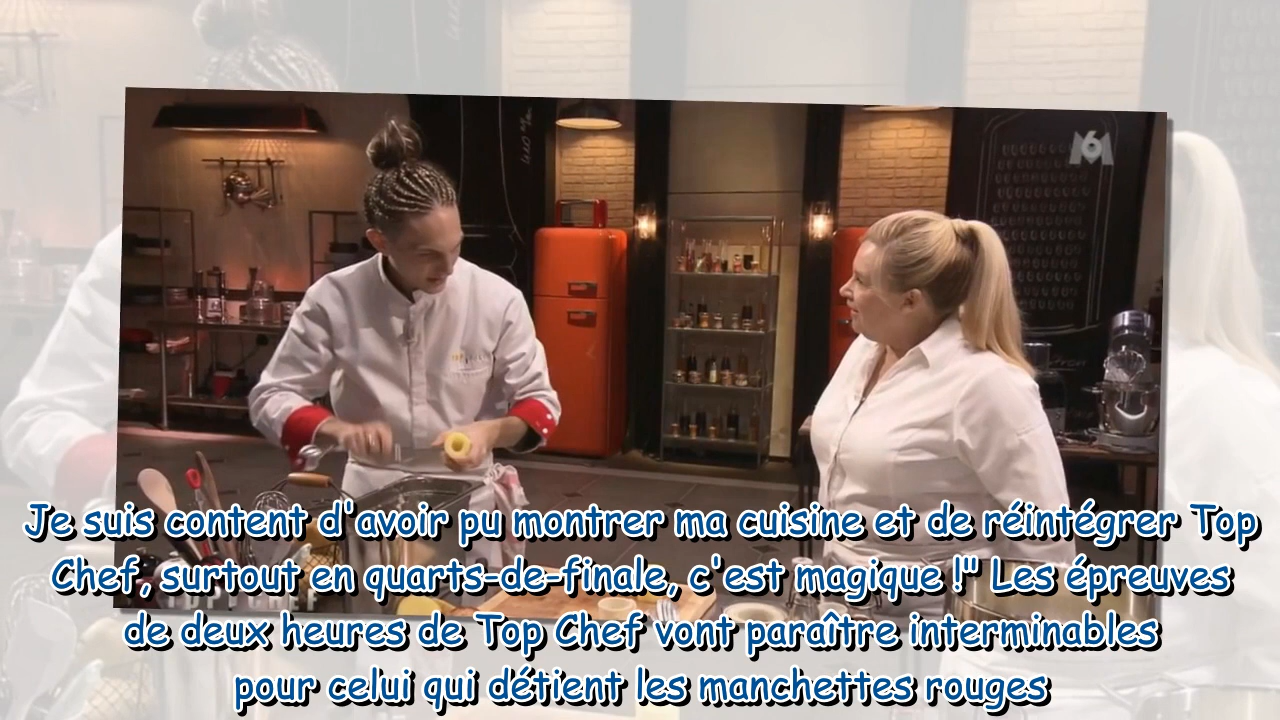 M6
Je suis content d'avoir pu montrer ma cuisine et de réintégrer Top
Chef, surtout en quarts-de-finale, c'est magique !" Les épreuves
de deux heures de Top Chef vont paraître interminables
pour celui qui détient les manchettes rouges